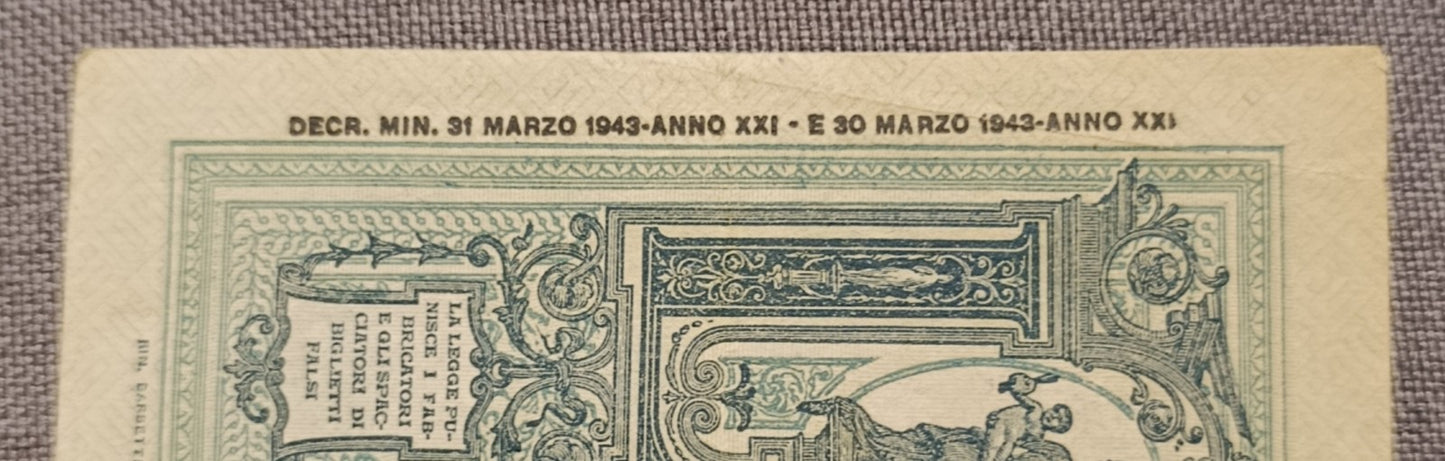 DECR. MIN. 31 MARZO 1943-ANNO XXI - E 30 MARZO 1943-ANNO XXI
LA LEGGE PU-
NISCE I FAB-
BRICATORI
E GLI SPAC-
CIATORI DI
BIGLIETTI
FALSI